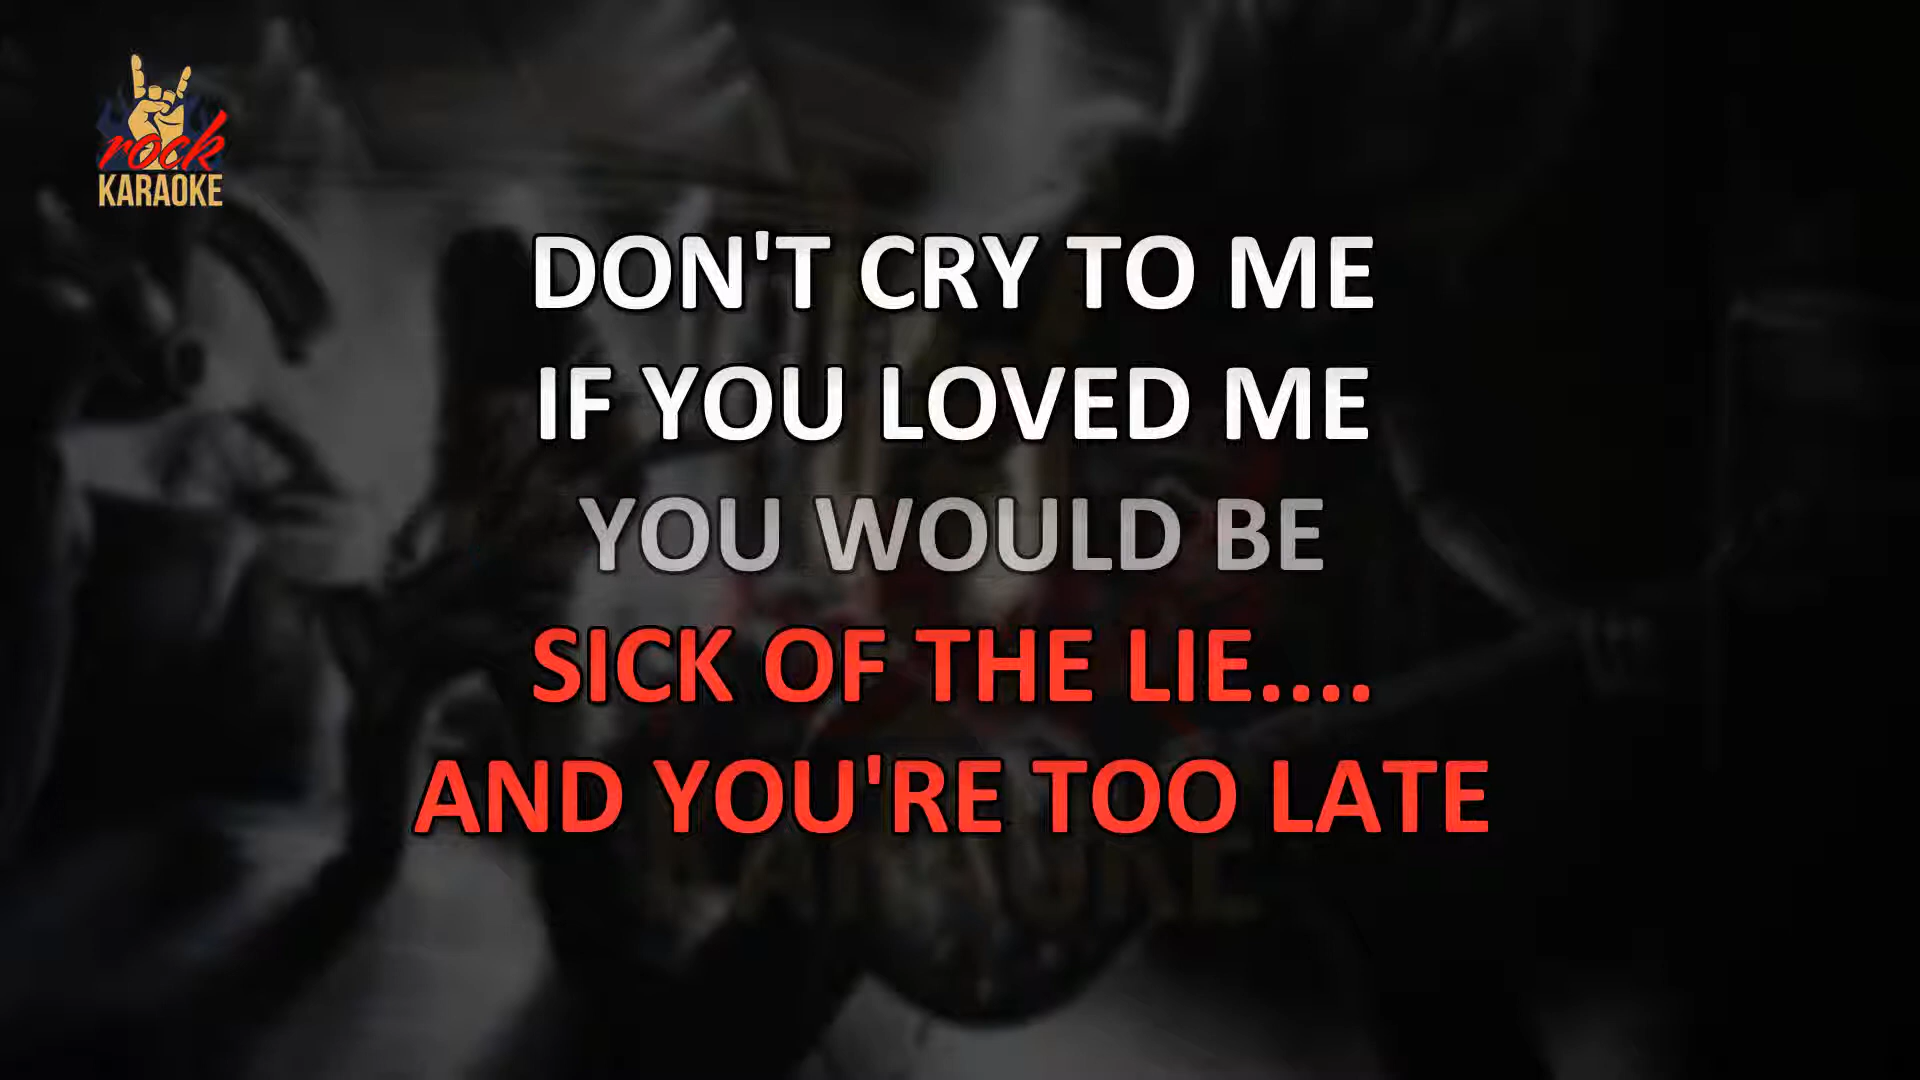 rock
KARAOKE
DON'T CRY TO ME
IF YOU LOVED ME
YOU WOULD BE
SICK OF THE LIE....
AND YOU'RE TOO LATE